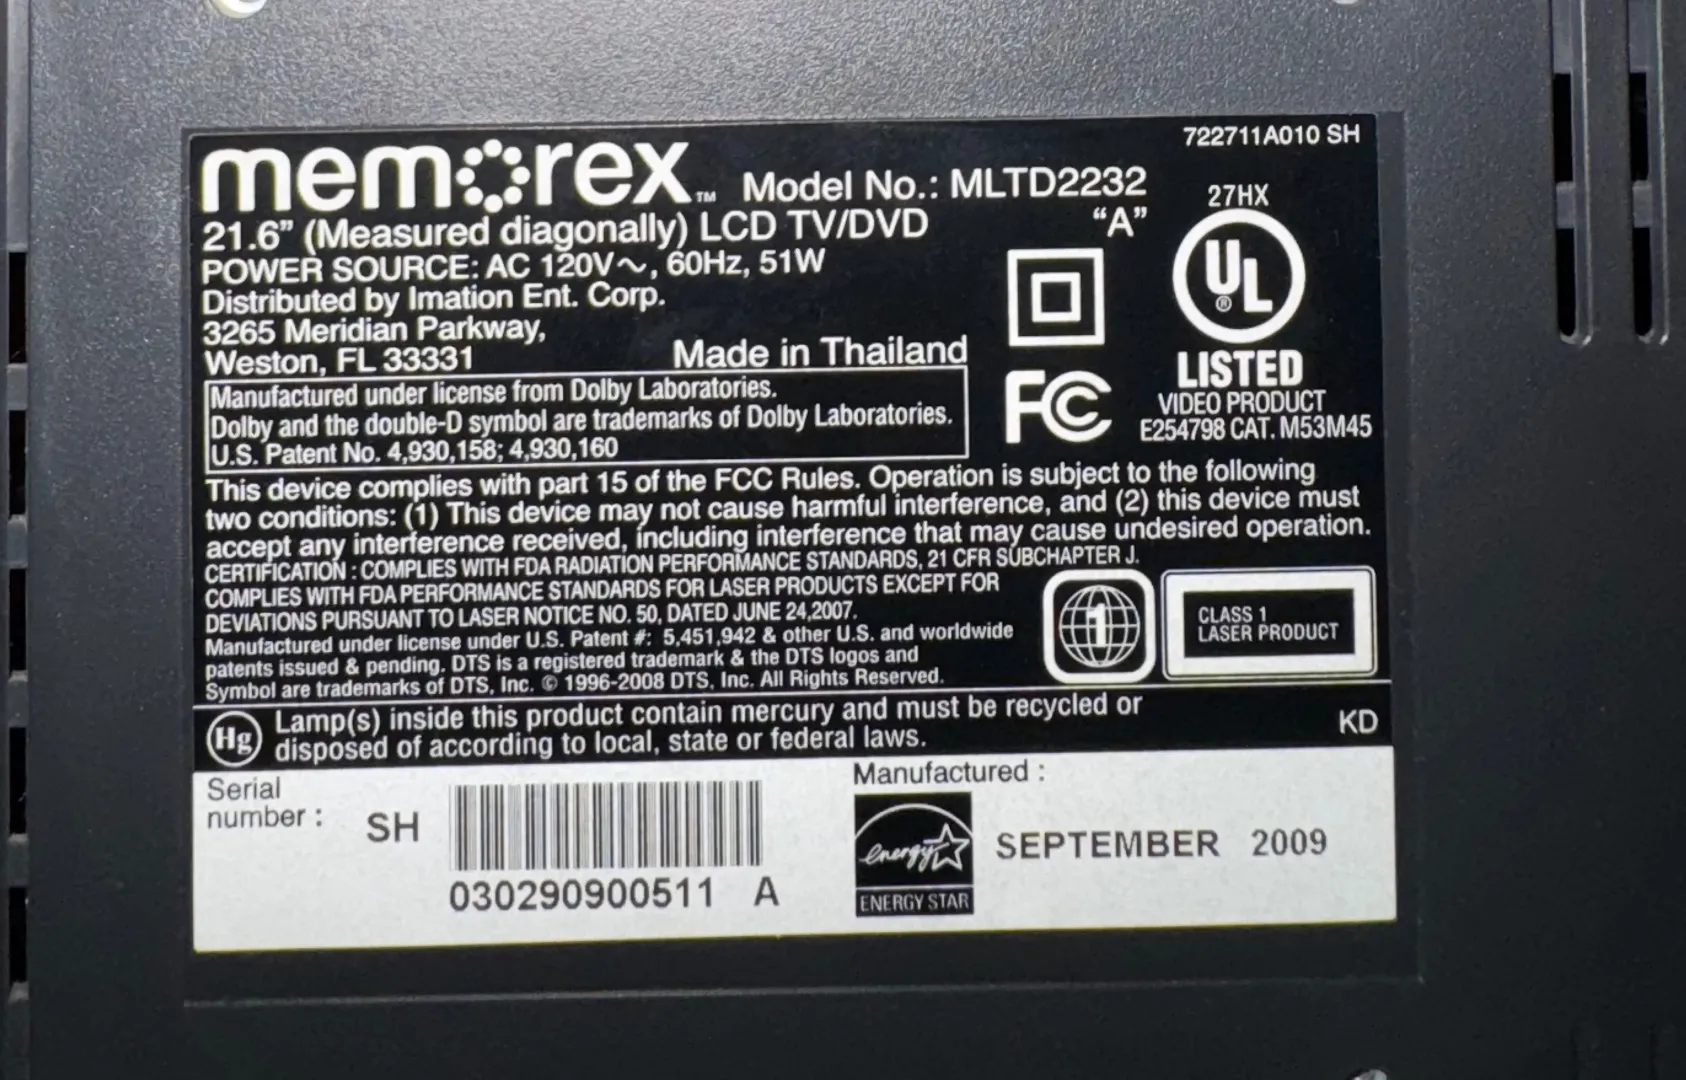 722711A010 SH
memorex™ Model No.: MLTD2232
27HX
21.6” (Measured diagonally) LCD TV/DVD “A”
POWER SOURCE: AC 120V～, 60Hz, 51W
UL®
Distributed by Imation Ent. Corp.
3265 Meridian Parkway,
Weston, FL 33331 Made in Thailand
LISTED
VIDEO PRODUCT
E254798 CAT. M53M45
FC
Manufactured under license from Dolby Laboratories.
Dolby and the double-D symbol are trademarks of Dolby Laboratories.
U.S. Patent No. 4,930,158; 4,930,160
This device complies with part 15 of the FCC Rules. Operation is subject to the following
two conditions: (1) This device may not cause harmful interference, and (2) this device must
accept any interference received, including interference that may cause undesired operation.
CERTIFICATION : COMPLIES WITH FDA RADIATION PERFORMANCE STANDARDS, 21 CFR SUBCHAPTER J.
COMPLIES WITH FDA PERFORMANCE STANDARDS FOR LASER PRODUCTS EXCEPT FOR
DEVIATIONS PURSUANT TO LASER NOTICE NO. 50, DATED JUNE 24,2007.
Manufactured under license under U.S. Patent #: 5,451,942 & other U.S. and worldwide
patents issued & pending. DTS is a registered trademark & the DTS logos and
Symbol are trademarks of DTS, Inc. © 1996-2008 DTS, Inc. All Rights Reserved.
1
CLASS 1
LASER PRODUCT
Hg Lamp(s) inside this product contain mercury and must be recycled or
disposed of according to local, state or federal laws.
KD
Serial
number :
SH
030290900511 A
Manufactured :
energy
ENERGY STAR
SEPTEMBER 2009